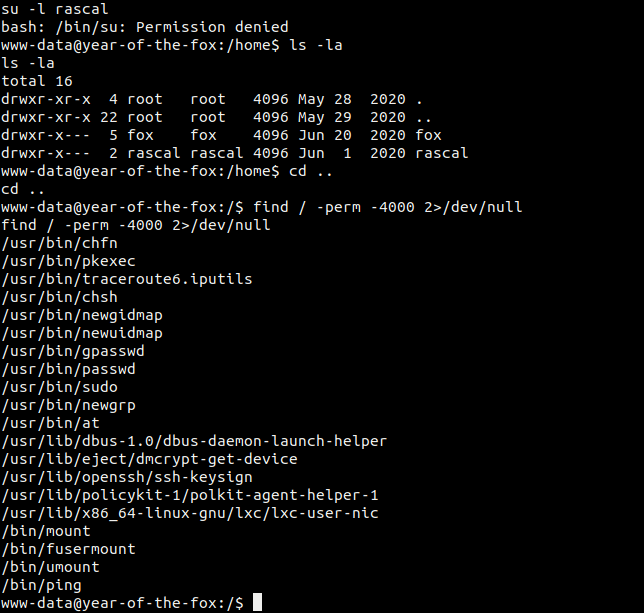 su -l rascal
bash: /bin/su: Permission denied
www-data@year-of-the-fox:/home$ ls -la
ls -la
total 16
drwxr-xr-x  4 root   root   4096 May 28  2020 .
drwxr-xr-x 22 root   root   4096 May 29  2020 ..
drwxr-x---  5 fox    fox    4096 Jun 20  2020 fox
drwxr-x---  2 rascal rascal 4096 Jun  1  2020 rascal
www-data@year-of-the-fox:/home$ cd ..
cd ..
www-data@year-of-the-fox:/$ find / -perm -4000 2>/dev/null
find / -perm -4000 2>/dev/null
/usr/bin/chfn
/usr/bin/pkexec
/usr/bin/traceroute6.iputils
/usr/bin/chsh
/usr/bin/newgidmap
/usr/bin/newuidmap
/usr/bin/gpasswd
/usr/bin/passwd
/usr/bin/sudo
/usr/bin/newgrp
/usr/bin/at
/usr/lib/dbus-1.0/dbus-daemon-launch-helper
/usr/lib/eject/dmcrypt-get-device
/usr/lib/openssh/ssh-keysign
/usr/lib/policykit-1/polkit-agent-helper-1
/usr/lib/x86_64-linux-gnu/lxc/lxc-user-nic
/bin/mount
/bin/fusermount
/bin/umount
/bin/ping
www-data@year-of-the-fox:/$